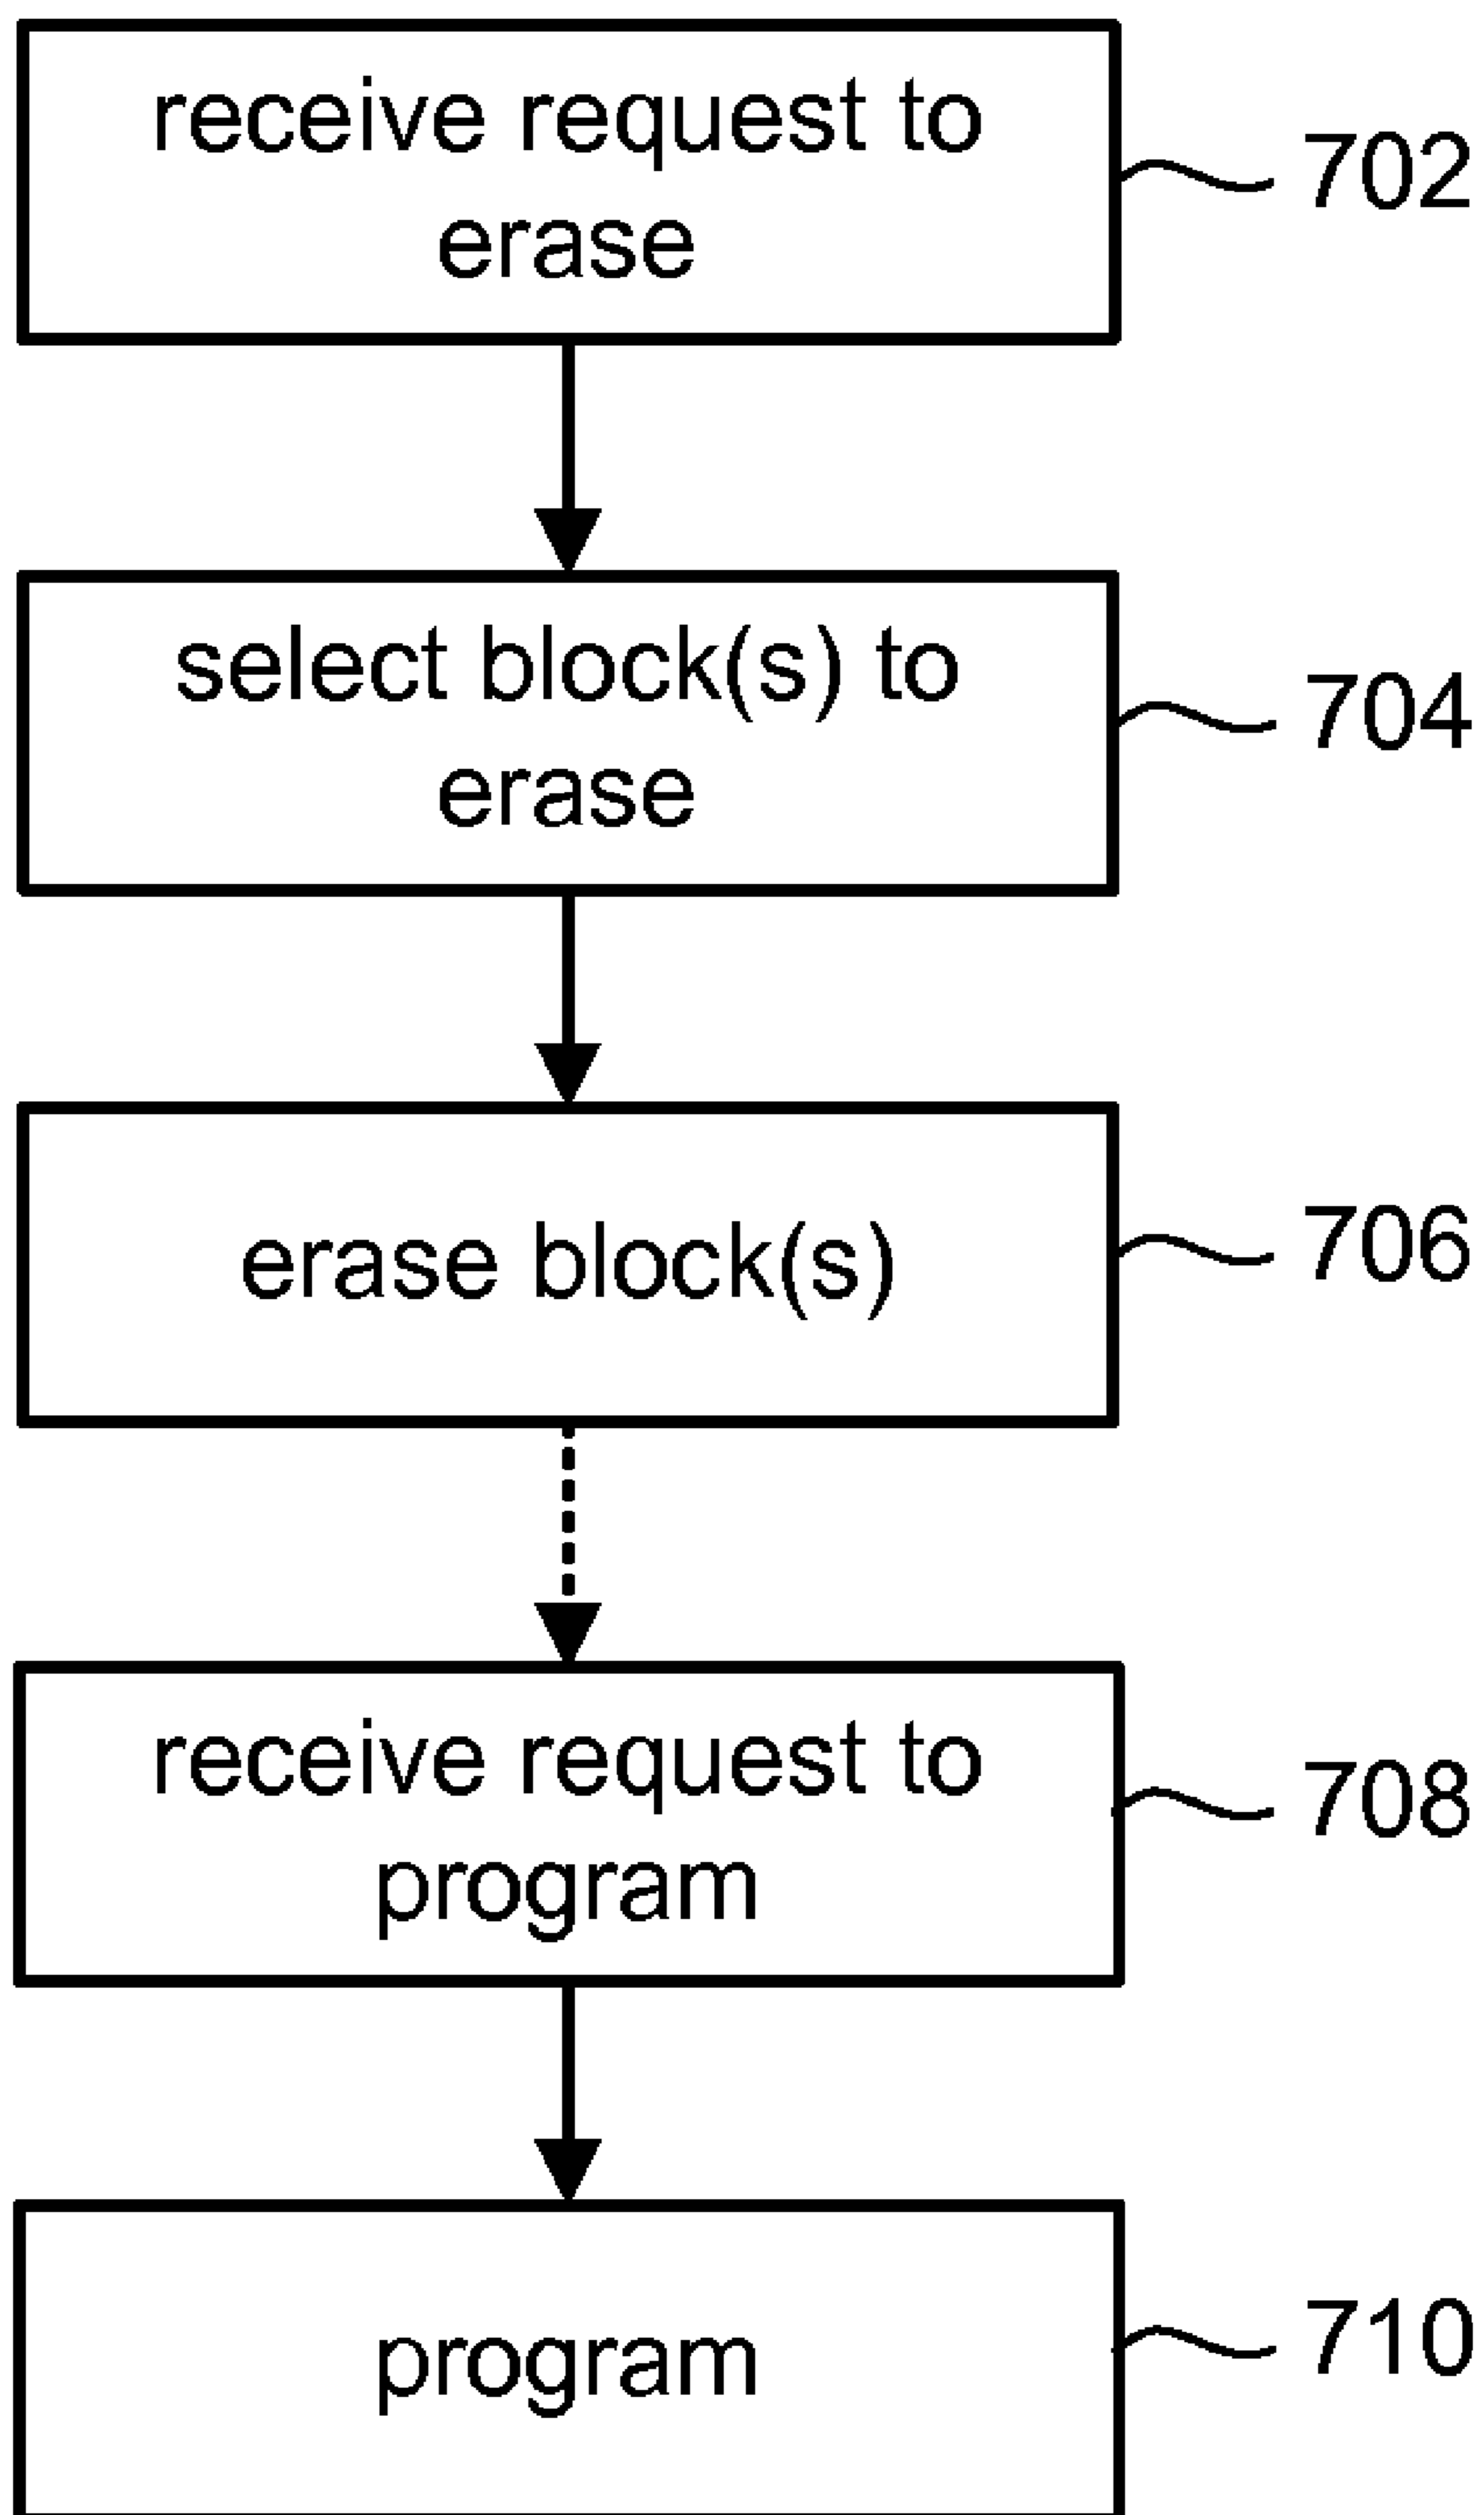 receive request to
erase
702
select block(s) to
erase
704
erase block(s)
706
receive request to
program
708
program
710